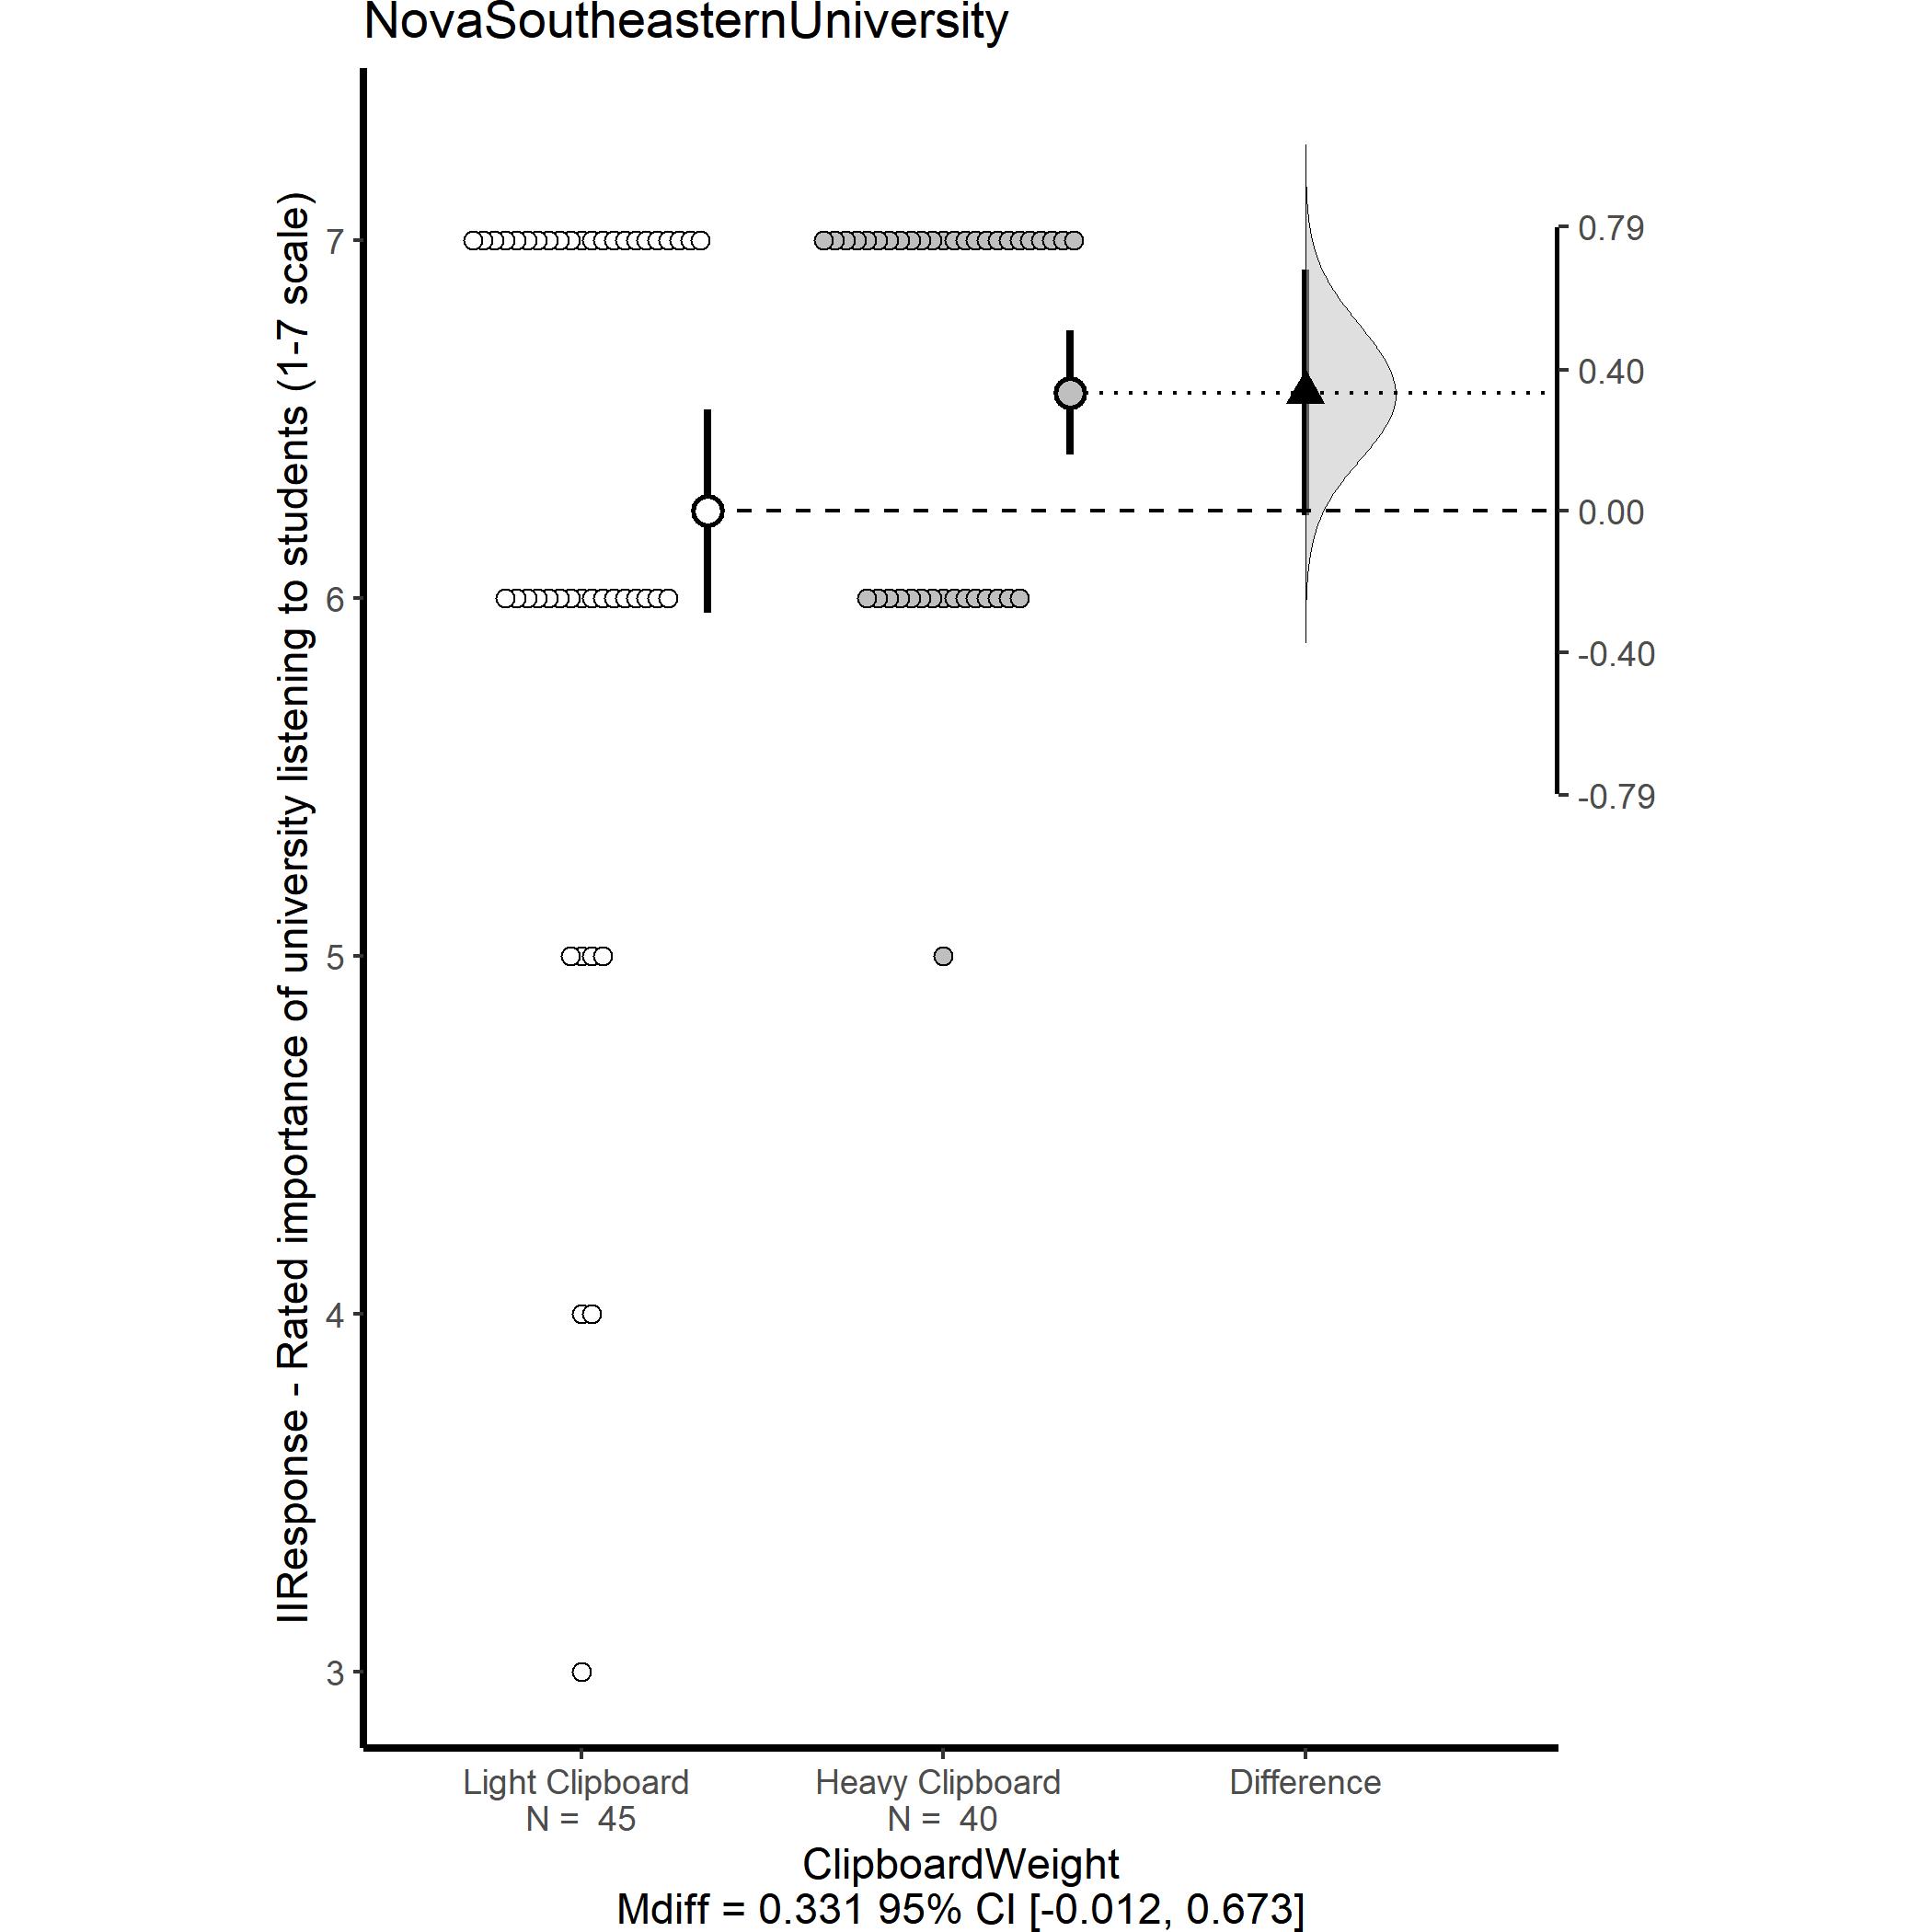 NovaSoutheasternUniversity
IIResponse - Rated importance of university listening to students (1-7 scale)
7
6
5
4
3
0.79
0.40
0.00
-0.40
-0.79
Light Clipboard
N =  45
Heavy Clipboard
N =  40
Difference
ClipboardWeight
Mdiff = 0.331 95% CI [-0.012, 0.673]